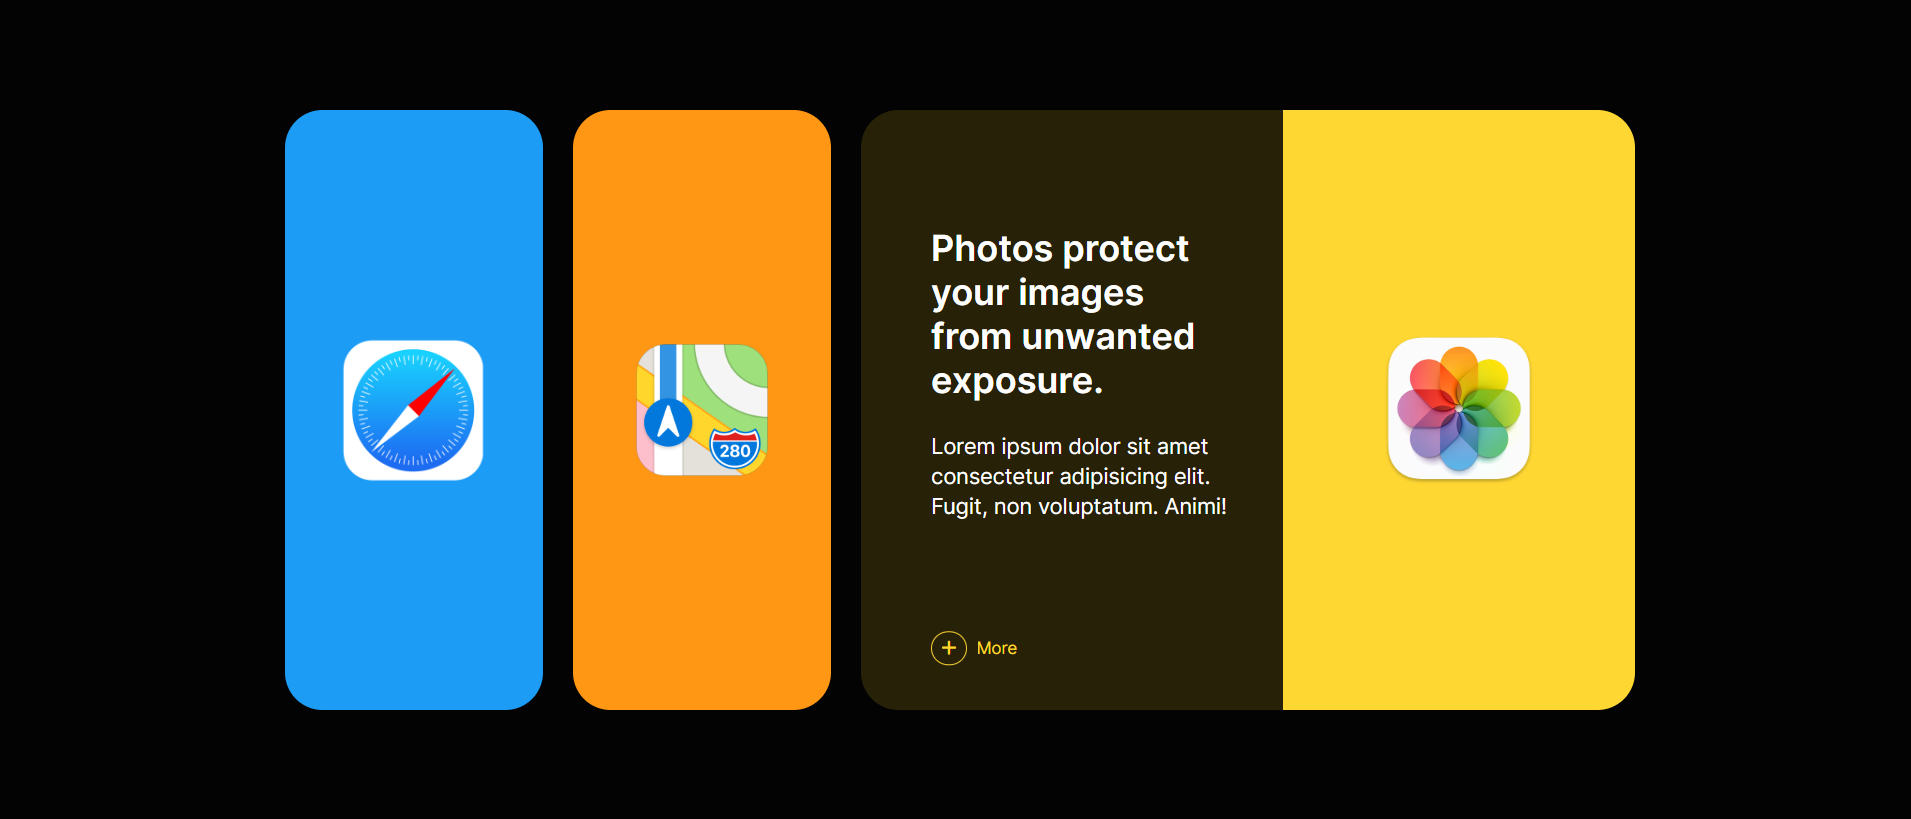 280
Photos protect
your images
from unwanted
exposure.
Lorem ipsum dolor sit amet
consectetur adipisicing elit.
Fugit, non voluptatum. Animi!
More